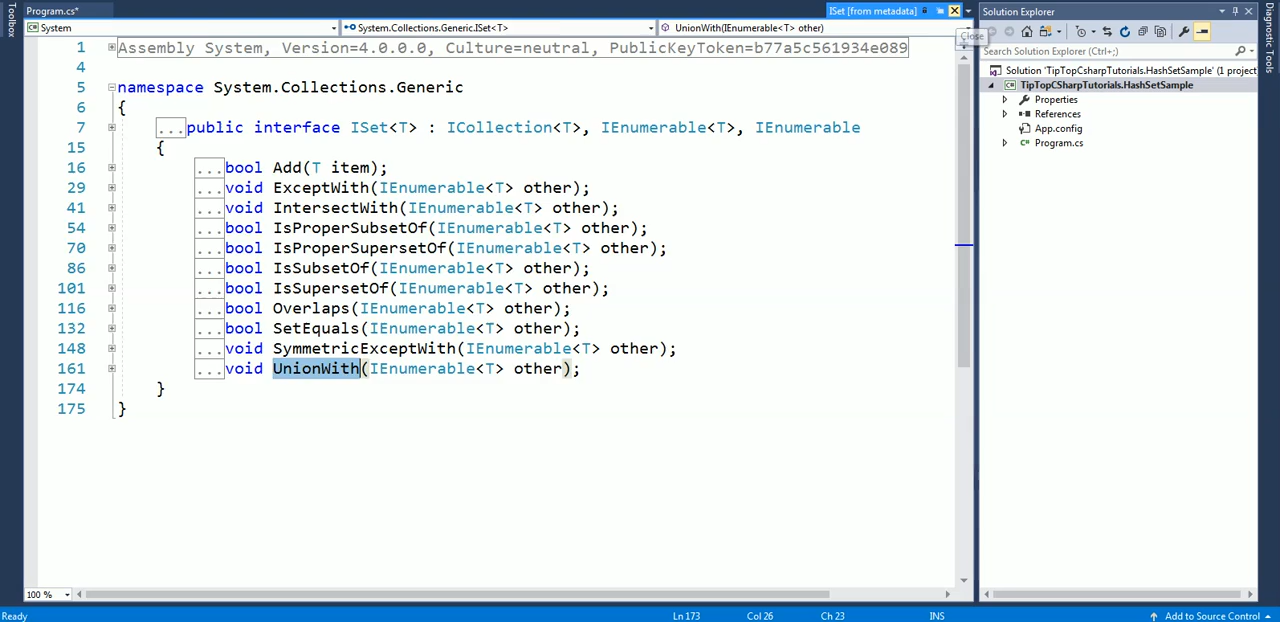 Toolbox
Program.cs*
ISet [from metadata]
System
System.Collections.Generic.ISet<T>
UnionWith(IEnumerable<T> other)
Close
1 Assembly System, Version=4.0.0.0, Culture=neutral, PublicKeyToken=b77a5c561934e089
4
5 namespace System.Collections.Generic
6 {
7 ...public interface ISet<T> : ICollection<T>, IEnumerable<T>, IEnumerable
15 {
16 ...bool Add(T item);
29 ...void ExceptWith(IEnumerable<T> other);
41 ...void IntersectWith(IEnumerable<T> other);
54 ...bool IsProperSubsetOf(IEnumerable<T> other);
70 ...bool IsProperSupersetOf(IEnumerable<T> other);
86 ...bool IsSubsetOf(IEnumerable<T> other);
101 ...bool IsSupersetOf(IEnumerable<T> other);
116 ...bool Overlaps(IEnumerable<T> other);
132 ...bool SetEquals(IEnumerable<T> other);
148 ...void SymmetricExceptWith(IEnumerable<T> other);
161 ...void UnionWith(IEnumerable<T> other);
174 }
175 }
100 %
Solution Explorer
Search Solution Explorer (Ctrl+;)
Solution 'TipTopCsharpTutorials.HashSetSample' (1 project
TipTopCSharpTutorials.HashSetSample
Properties
References
App.config
Program.cs
Diagnostic Tools
Ready
Ln 173
Col 26
Ch 23
INS
Add to Source Control